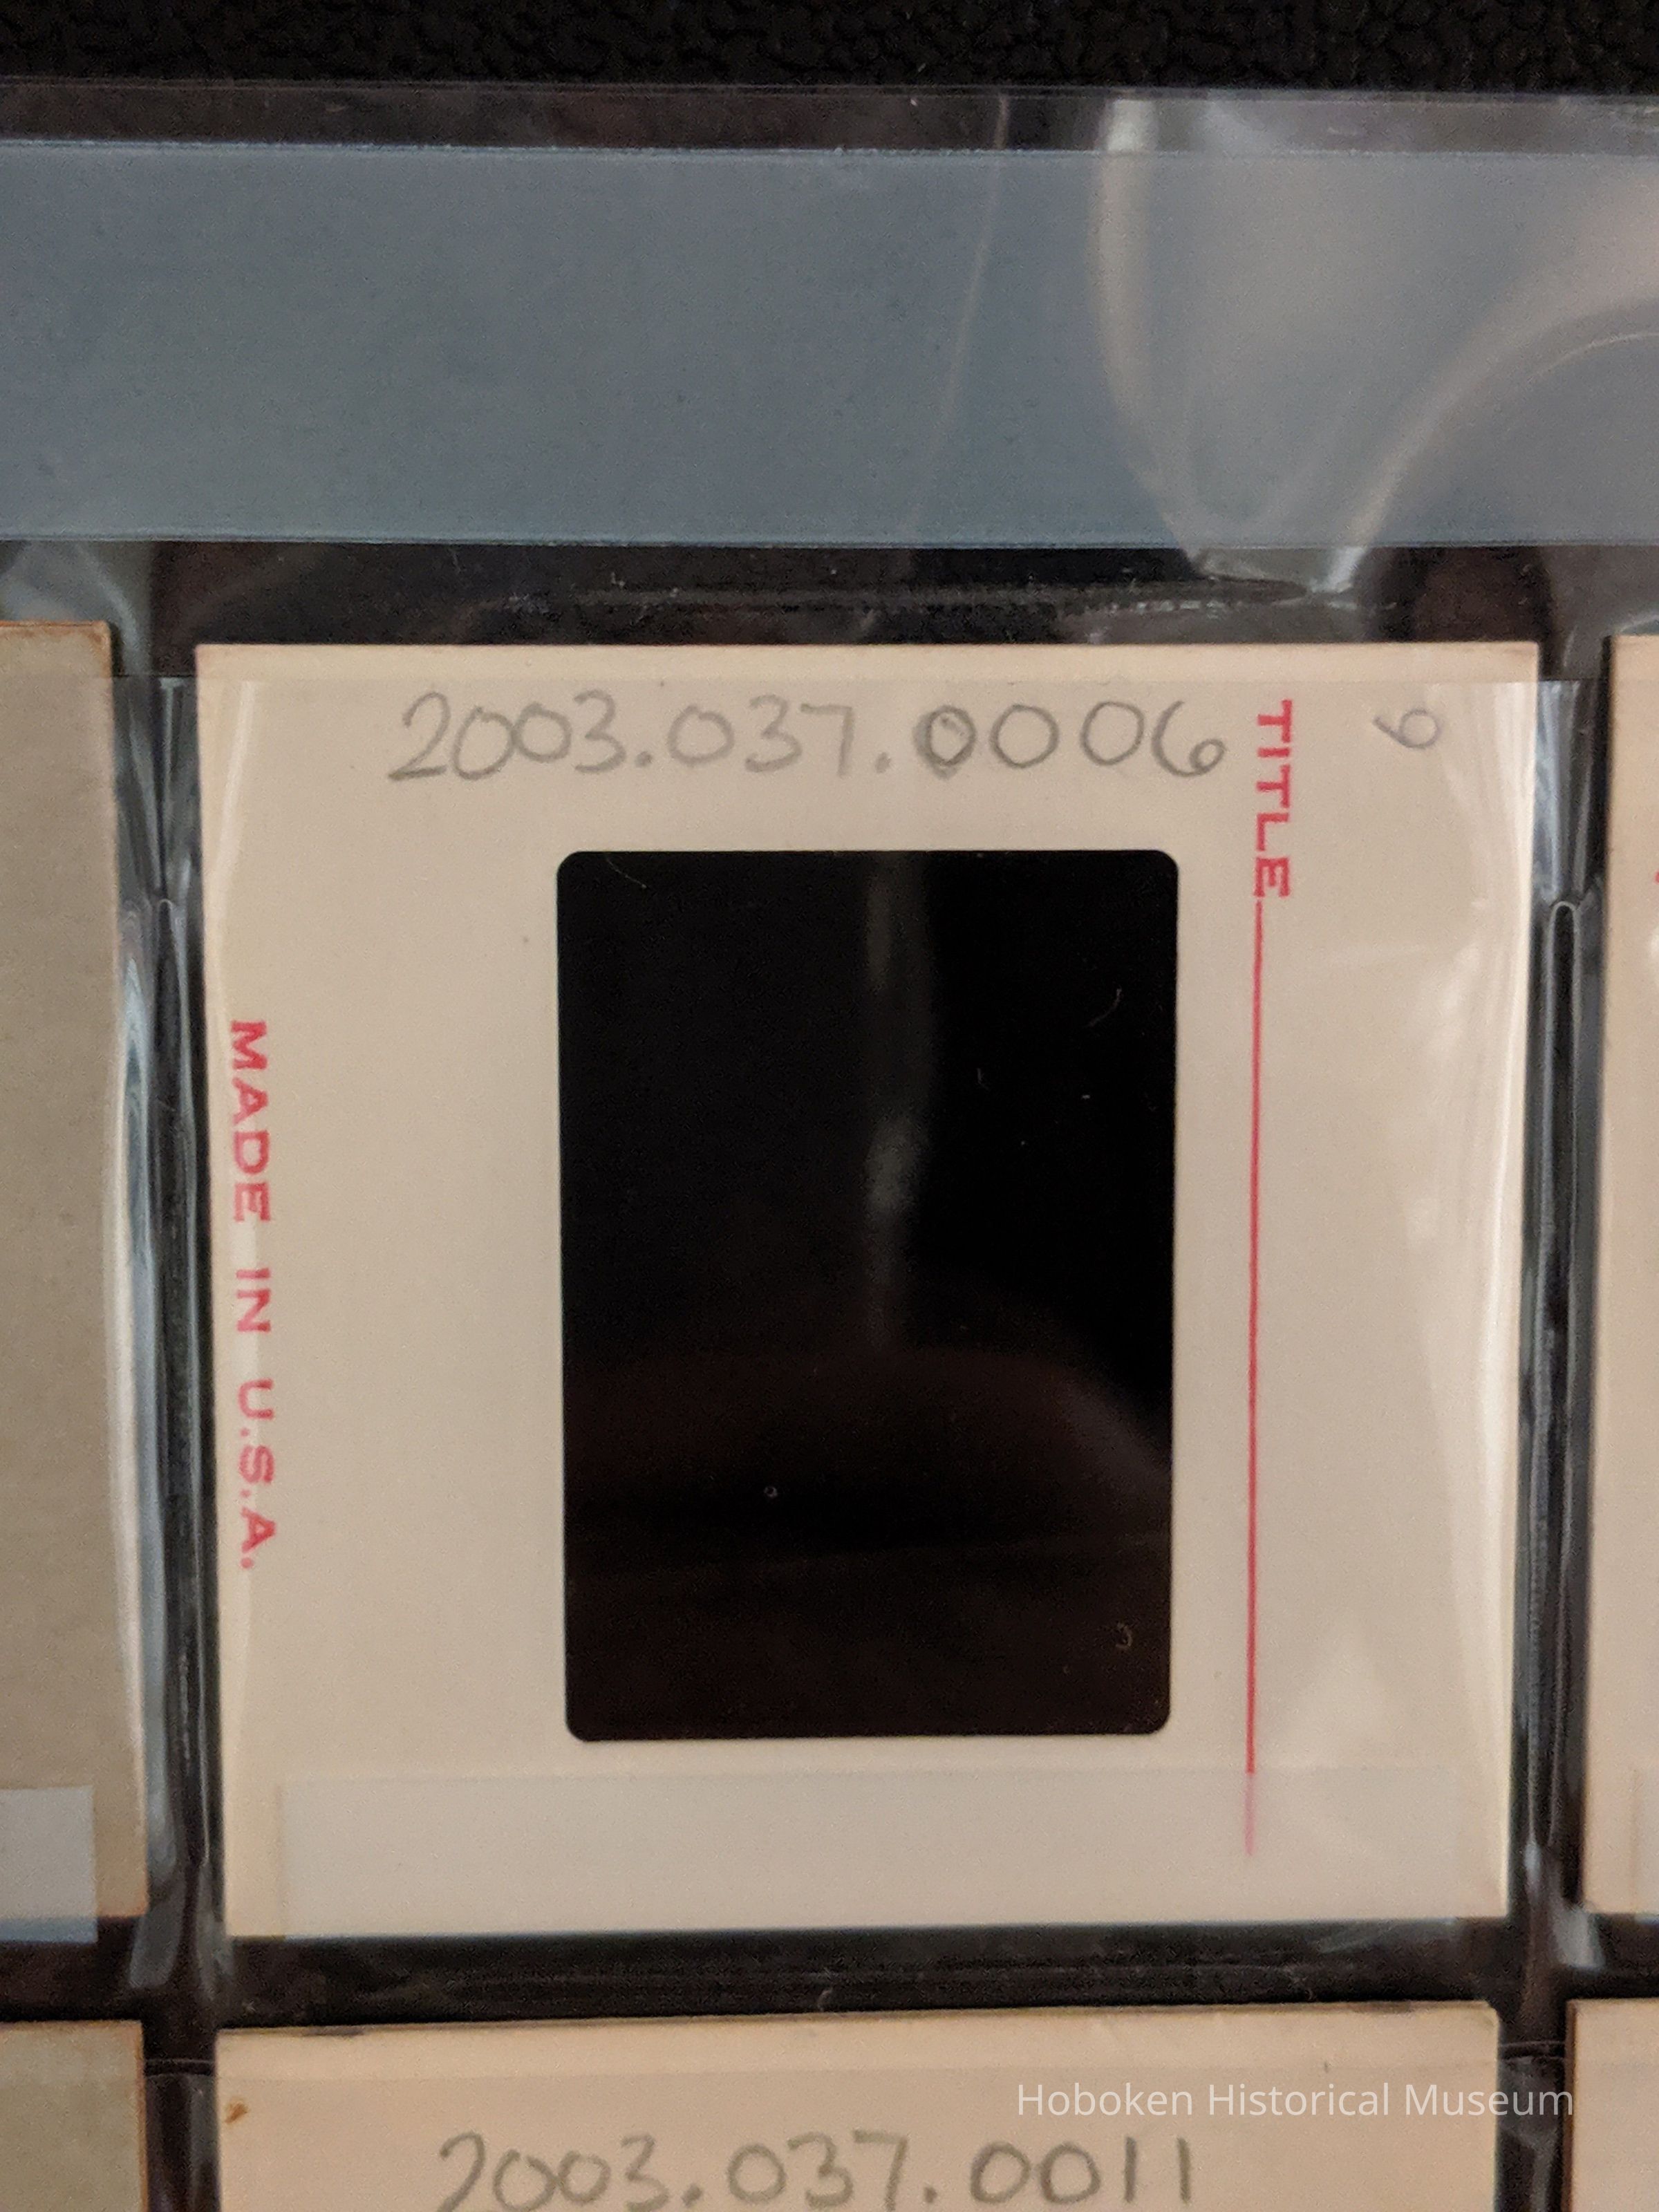 2003.037.0006
6
TITLE
MADE IN U.S.A.
Hoboken Historical Museum
2003.037.0011